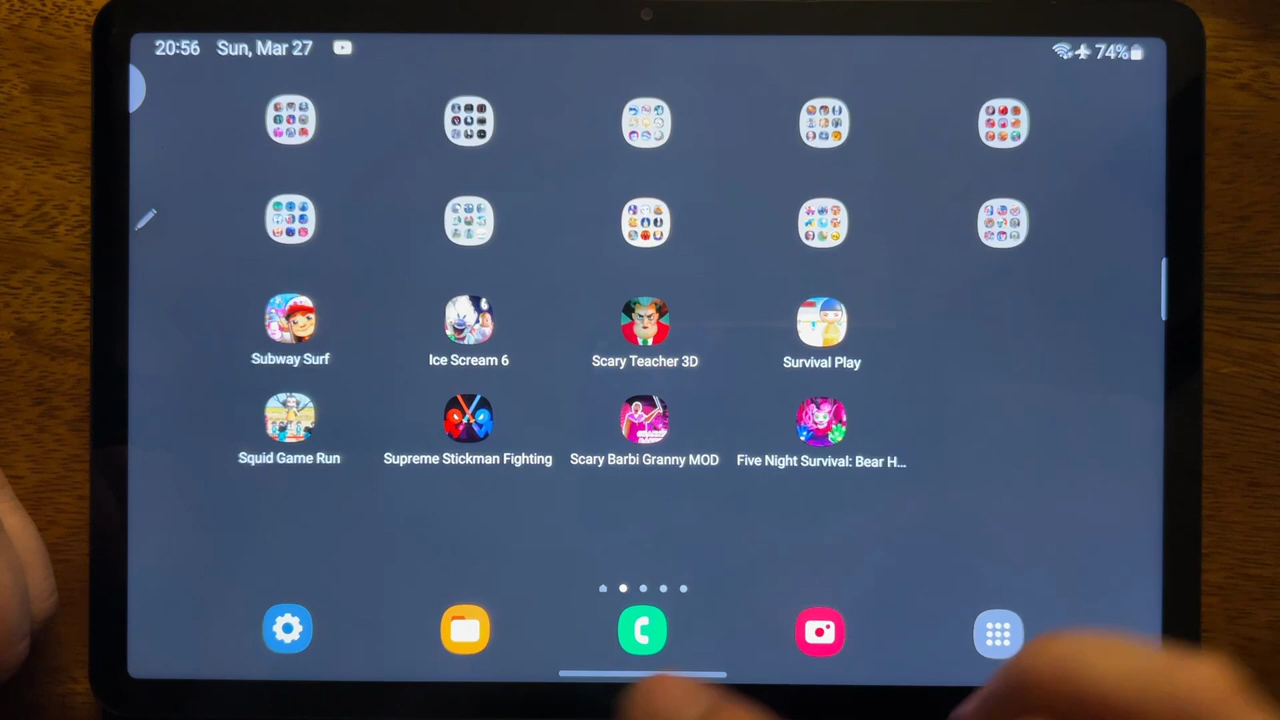 20:56 Sun, Mar 27 74%
Subway Surf Ice Scream 6 Scary Teacher 3D Survival Play
Squid Game Run Supreme Stickman Fighting Scary Barbi Granny MOD Five Night Survival: Bear H...